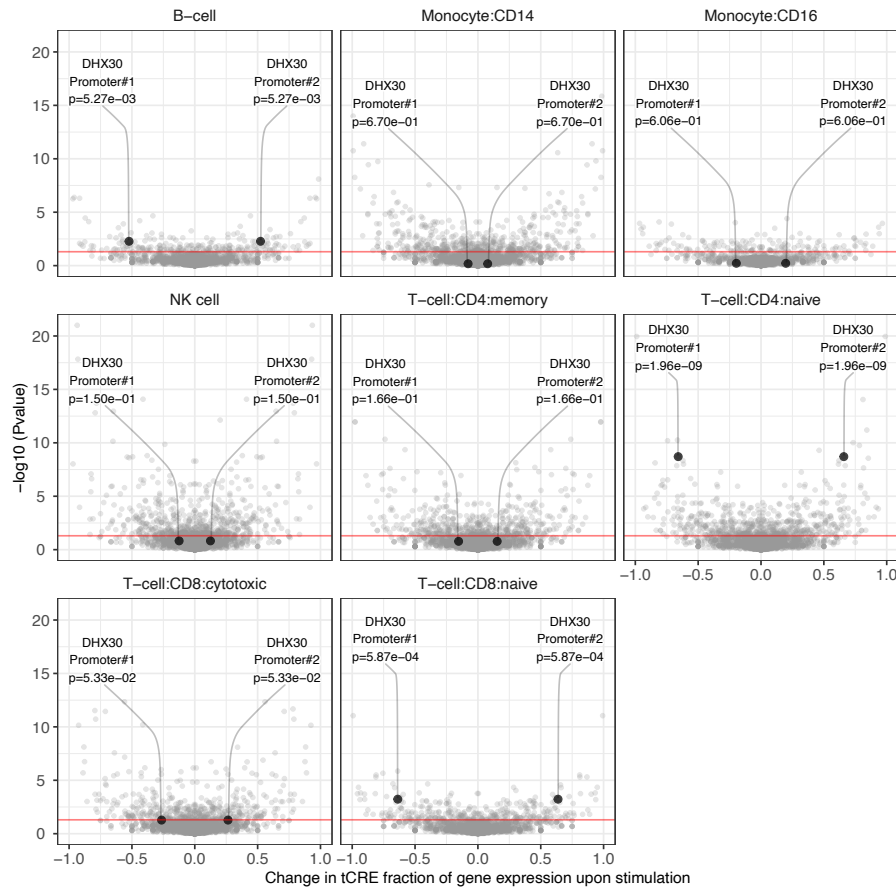 B−cell
Monocyte:CD14
Monocyte:CD16
20
15
10
5
0
DHX30
Promoter#1
p=5.27e−03
DHX30
Promoter#2
p=5.27e−03
DHX30
Promoter#1
p=6.70e−01
DHX30
Promoter#2
p=6.70e−01
DHX30
Promoter#1
p=6.06e−01
DHX30
Promoter#2
p=6.06e−01
NK cell
T−cell:CD4:memory
T−cell:CD4:naive
−log10 (Pvalue)
20
15
10
5
0
DHX30
Promoter#1
p=1.50e−01
DHX30
Promoter#2
p=1.50e−01
DHX30
Promoter#1
p=1.66e−01
DHX30
Promoter#2
p=1.66e−01
DHX30
Promoter#1
p=1.96e−09
DHX30
Promoter#2
p=1.96e−09
−1.0 −0.5 0.0 0.5 1.0
T−cell:CD8:cytotoxic
T−cell:CD8:naive
20
15
10
5
0
DHX30
Promoter#1
p=5.33e−02
DHX30
Promoter#2
p=5.33e−02
DHX30
Promoter#1
p=5.87e−04
DHX30
Promoter#2
p=5.87e−04
−1.0 −0.5 0.0 0.5 1.0 −1.0 −0.5 0.0 0.5 1.0
Change in tCRE fraction of gene expression upon stimulation